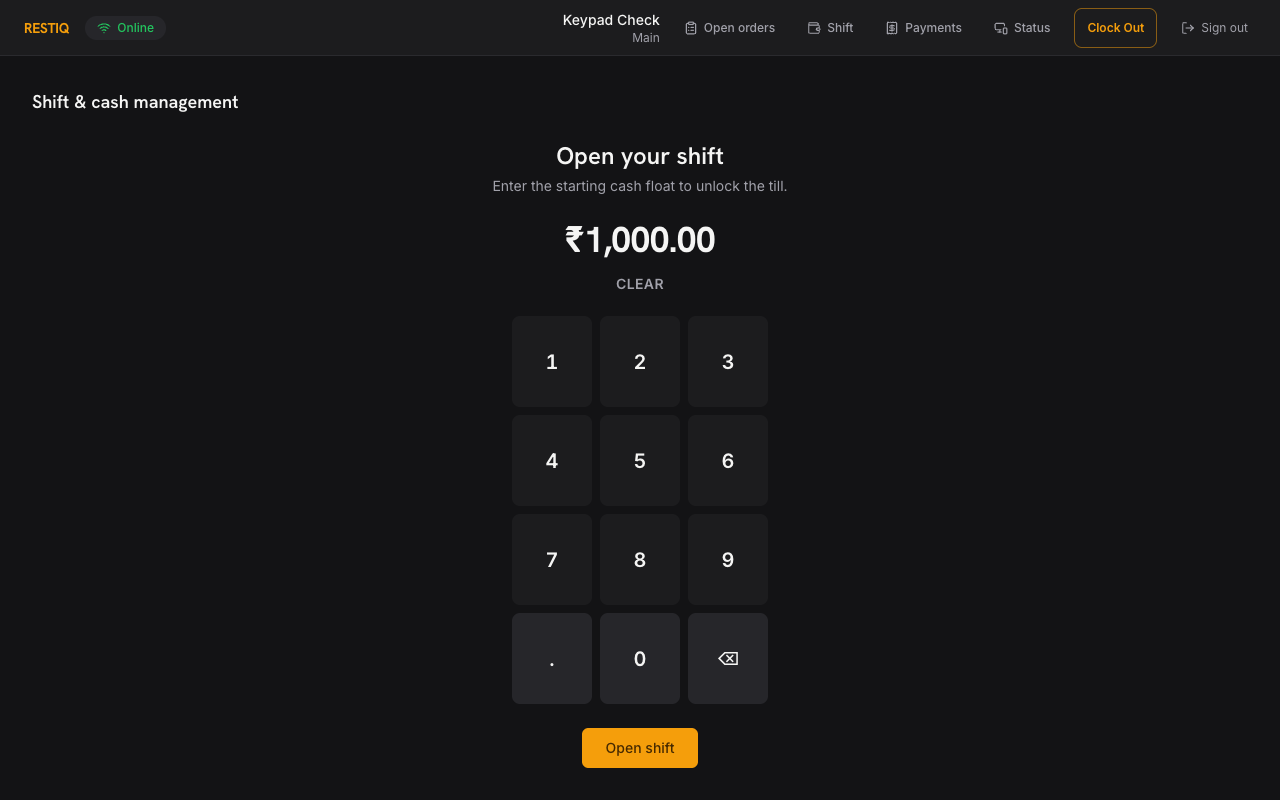 RESTIQ
Online
Keypad Check
Main
Open orders
Shift
Payments
Status
Clock Out
Sign out
Shift & cash management
Open your shift
Enter the starting cash float to unlock the till.
₹1,000.00
CLEAR
1 2 3
4 5 6
7 8 9
. 0
Open shift